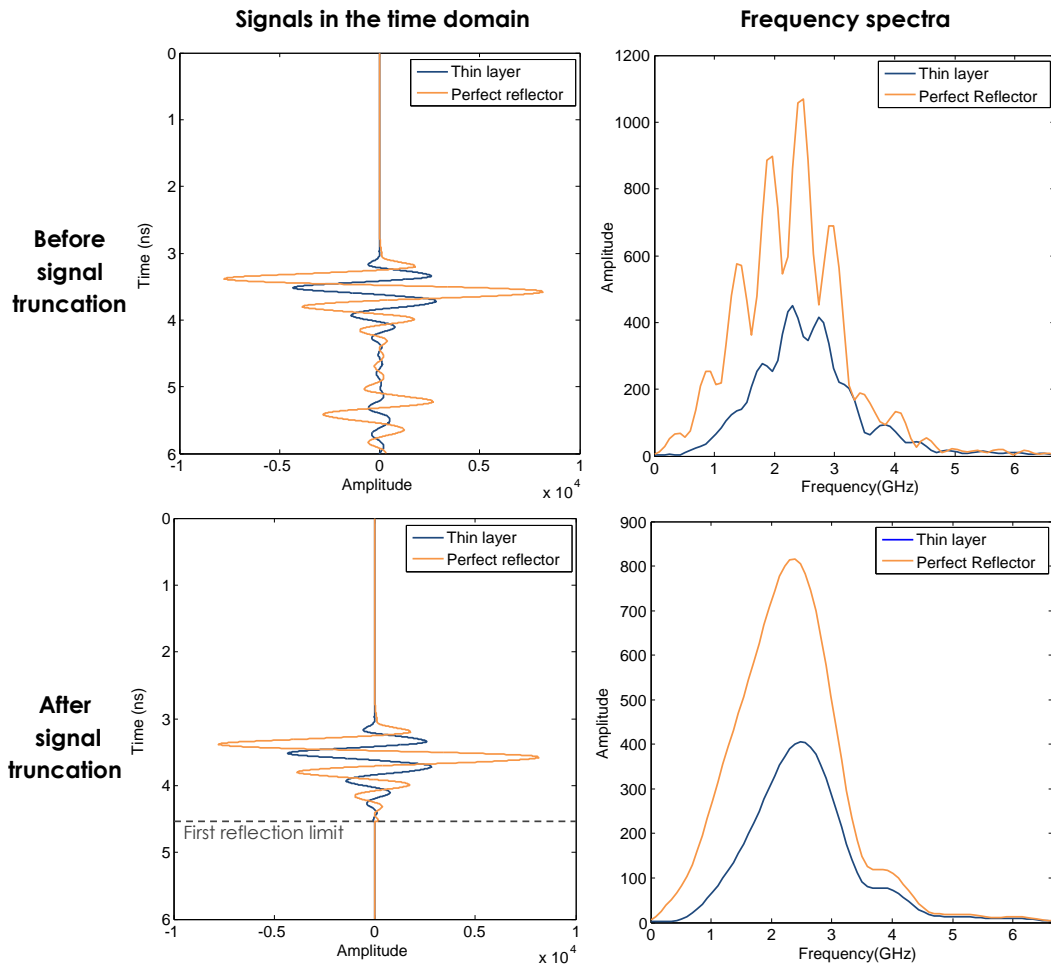 Signals in the time domain
Frequency spectra
Before
signal
truncation
0
1
2
3
4
5
6
Time (ns)
-1
-0.5
0
0.5
1
Amplitude
x 10^4
Thin layer
Perfect reflector
1200
1000
800
600
400
200
0
Amplitude
0
1
2
3
4
5
6
Frequency(GHz)
Thin layer
Perfect Reflector
After
signal
truncation
0
1
2
3
4
5
6
Time (ns)
-1
-0.5
0
0.5
1
Amplitude
x 10^4
Thin layer
Perfect reflector
First reflection limit
900
800
700
600
500
400
300
200
100
0
Amplitude
0
1
2
3
4
5
6
Frequency(GHz)
Thin layer
Perfect Reflector